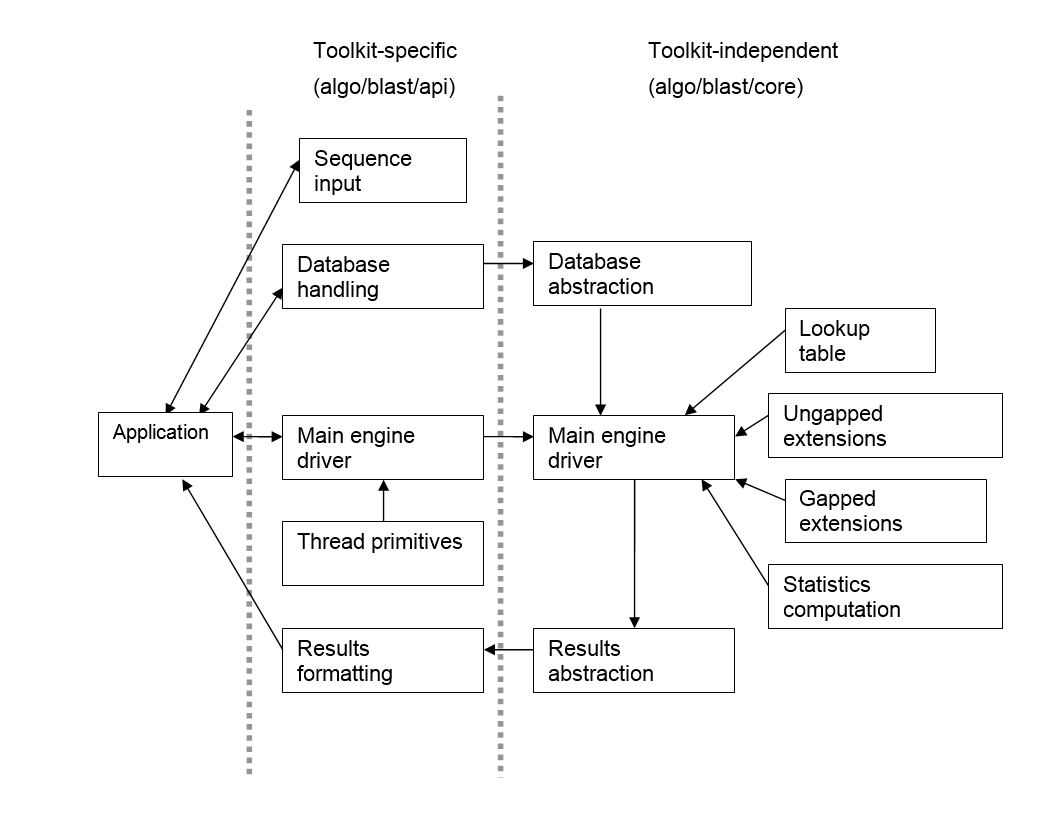 Toolkit-specific
(algo/blast/api)
Toolkit-independent
(algo/blast/core)
Sequence
input
Database
handling
Database
abstraction
Lookup
table
Ungapped
extensions
Application
Main engine
driver
Main engine
driver
Gapped
extensions
Thread primitives
Statistics
computation
Results
formatting
Results
abstraction